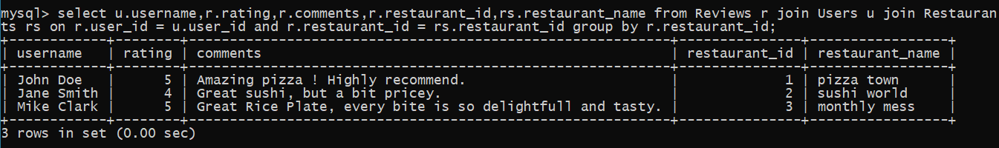 mysql> select u.username,r.rating,r.comments,r.restaurant_id,rs.restaurant_name from Reviews r join Users u join Restauran
ts rs on r.user_id = u.user_id and r.restaurant_id = rs.restaurant_id group by r.restaurant_id;
+------------+--------+---------------------------------------------------------+---------------+-----------------+
| username | rating | comments | restaurant_id | restaurant_name |
+------------+--------+---------------------------------------------------------+---------------+-----------------+
| John Doe | 5 | Amazing pizza ! Highly recommend. | 1 | pizza town |
| Jane Smith | 4 | Great sushi, but a bit pricey. | 2 | sushi world |
| Mike Clark | 5 | Great Rice Plate, every bite is so delightfull and tasty. | 3 | monthly mess |
+------------+--------+---------------------------------------------------------+---------------+-----------------+
3 rows in set (0.00 sec)